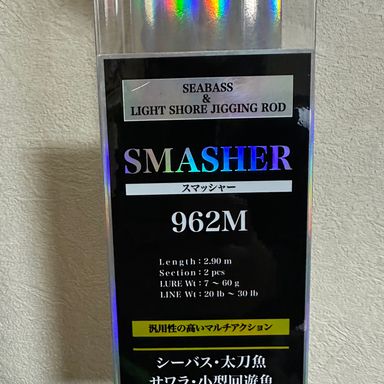 SEABASS
&
LIGHT SHORE JIGGING ROD
SMASHER
スマッシャー
962M
Length : 2.90 m
Section : 2 pcs
LURE Wt : 7 ～ 60 g
LINE Wt : 20 lb ～ 30 lb
汎用性の高いマルチアクション
シーバス・太刀魚
サワラ・小型回遊魚